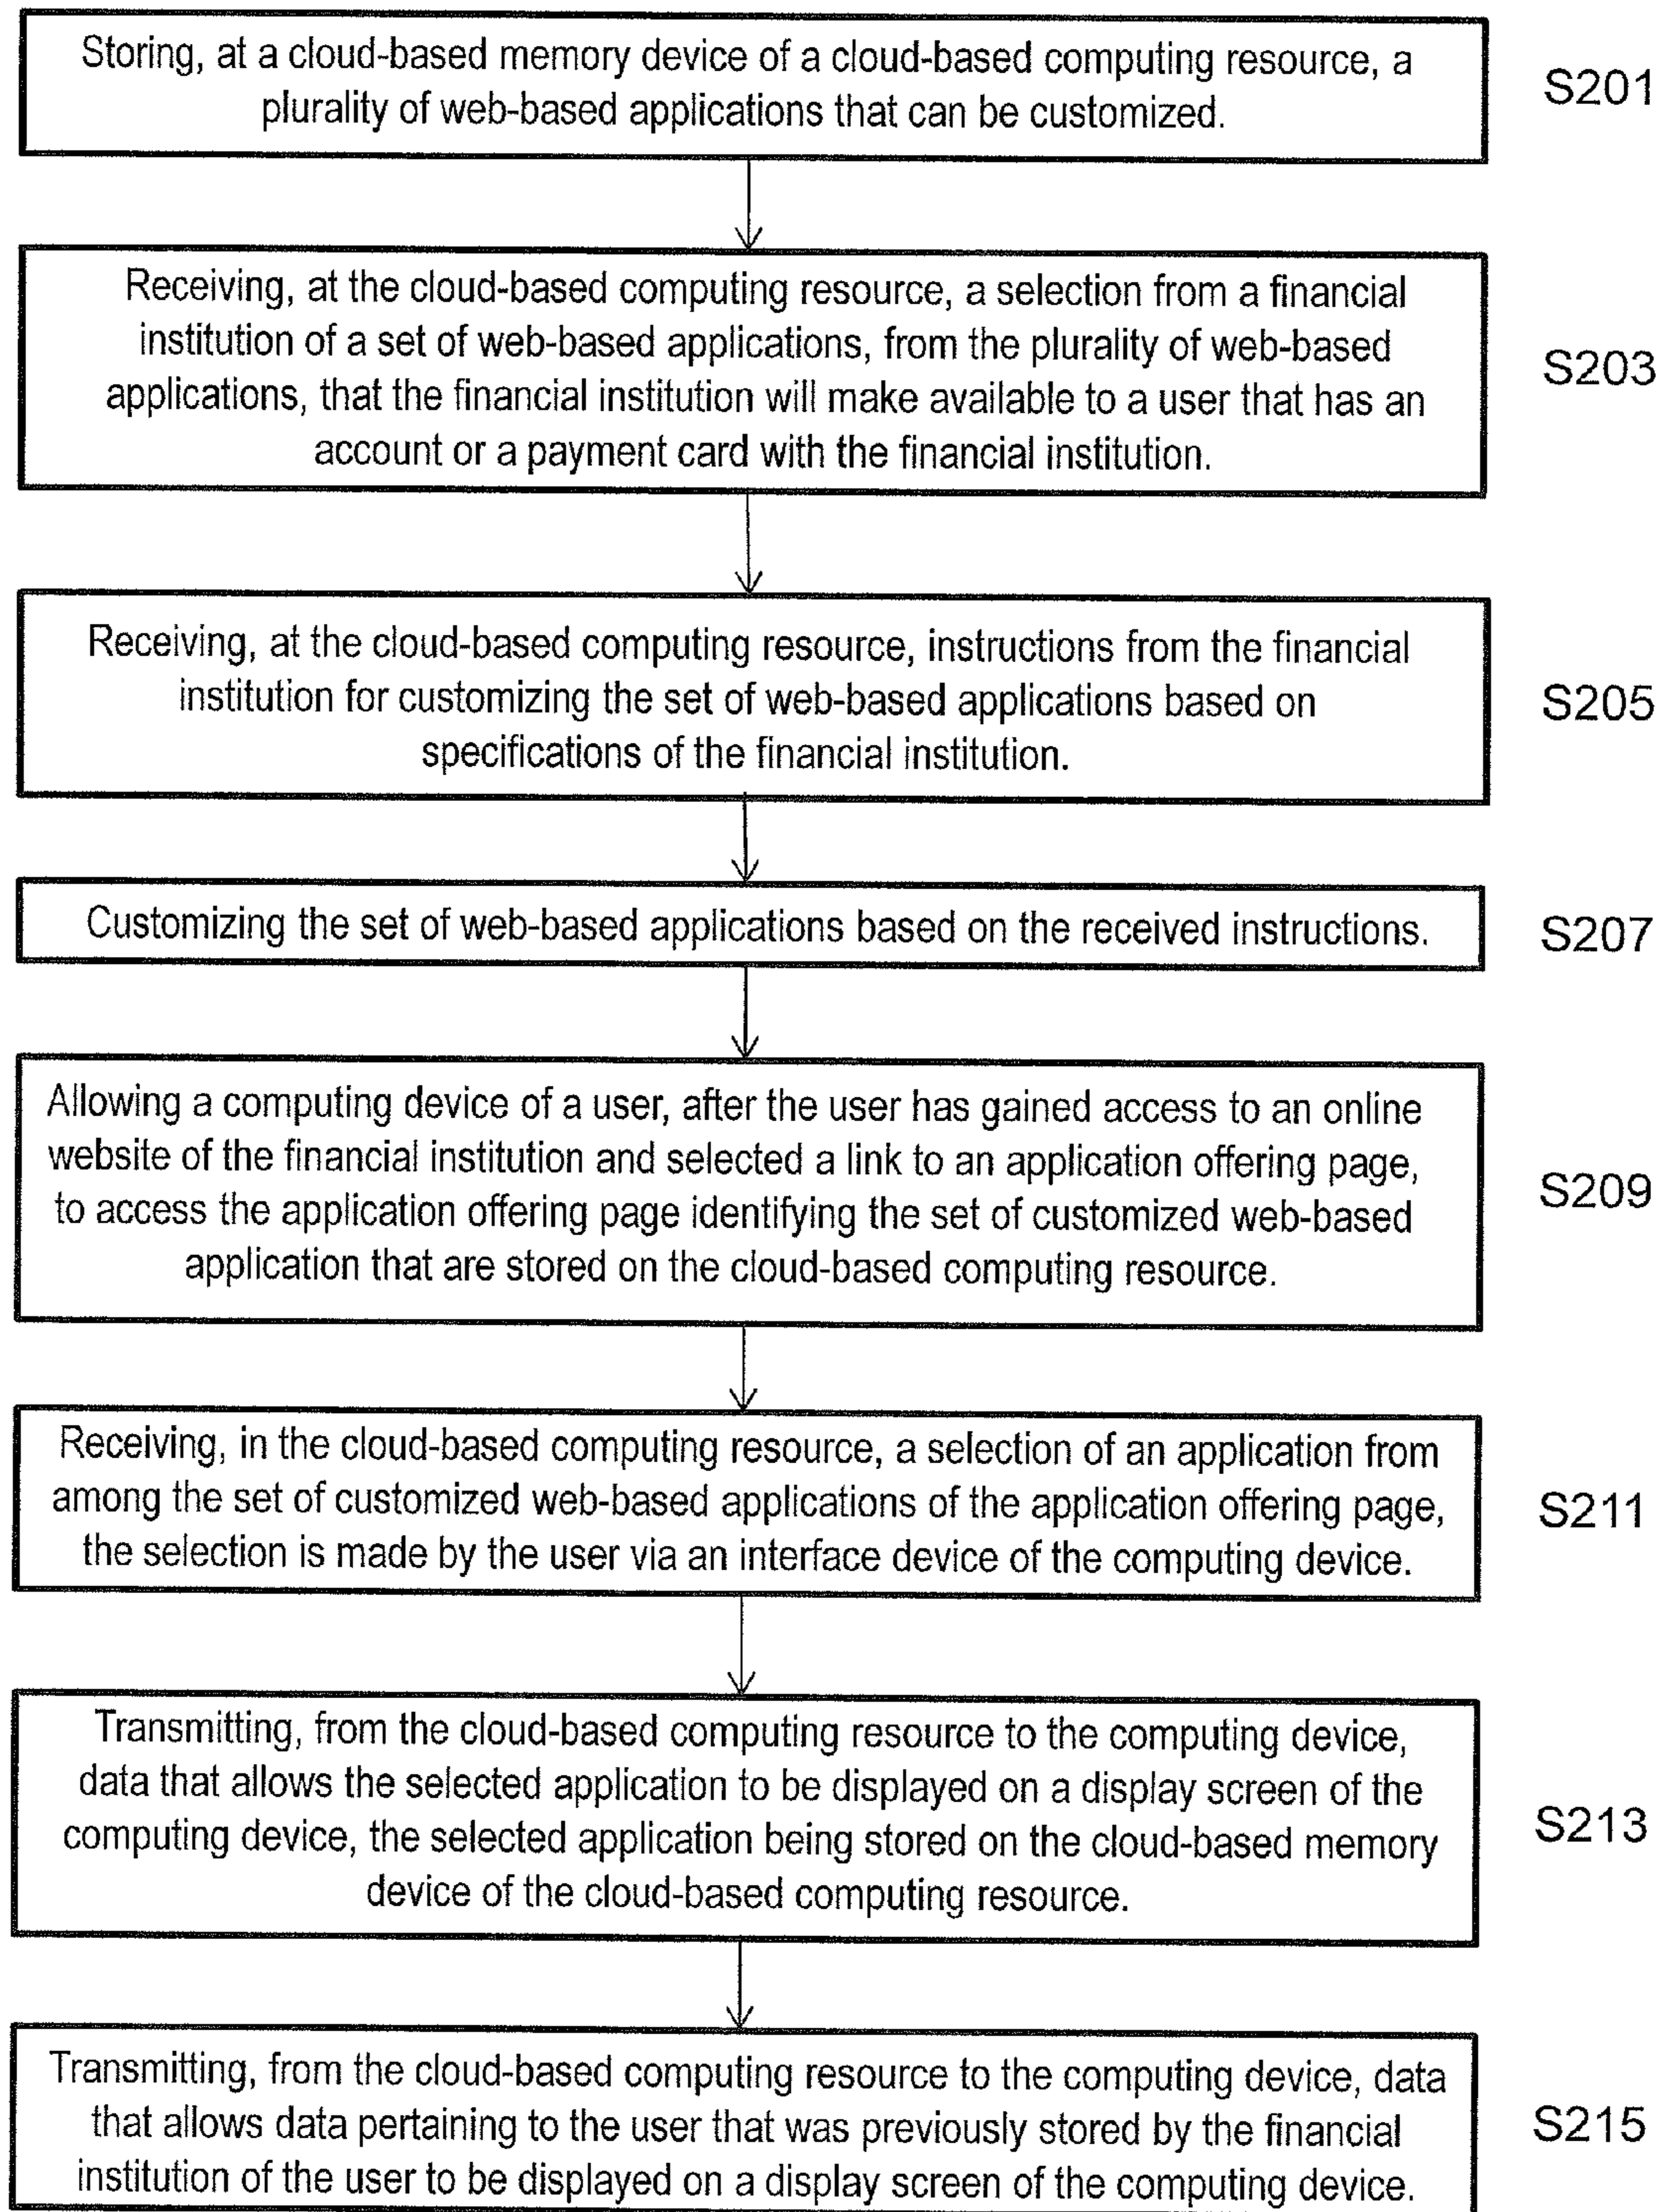 Storing, at a cloud-based memory device of a cloud-based computing resource, a
plurality of web-based applications that can be customized.
S201
Receiving, at the cloud-based computing resource, a selection from a financial
institution of a set of web-based applications, from the plurality of web-based
applications, that the financial institution will make available to a user that has an
account or a payment card with the financial institution.
S203
Receiving, at the cloud-based computing resource, instructions from the financial
institution for customizing the set of web-based applications based on
specifications of the financial institution.
S205
Customizing the set of web-based applications based on the received instructions.
S207
Allowing a computing device of a user, after the user has gained access to an online
website of the financial institution and selected a link to an application offering page,
to access the application offering page identifying the set of customized web-based
application that are stored on the cloud-based computing resource.
S209
Receiving, in the cloud-based computing resource, a selection of an application from
among the set of customized web-based applications of the application offering page,
the selection is made by the user via an interface device of the computing device.
S211
Transmitting, from the cloud-based computing resource to the computing device,
data that allows the selected application to be displayed on a display screen of the
computing device, the selected application being stored on the cloud-based memory
device of the cloud-based computing resource.
S213
Transmitting, from the cloud-based computing resource to the computing device, data
that allows data pertaining to the user that was previously stored by the financial
institution of the user to be displayed on a display screen of the computing device.
S215